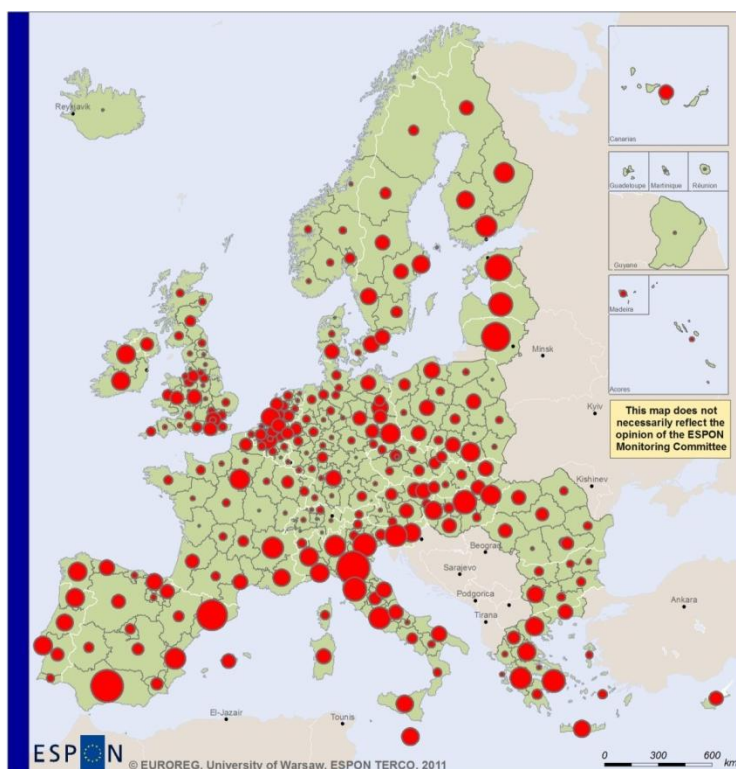 Canaries
Reykjavik
Guadeloupe
Martinique
Réunion
Guyane
Madeira
Acores
Minsk
This map does not
necessarily reflect the
opinion of the ESPON
Monitoring Committee
Kyiv
Kishinev
Beograd
Sarajevo
Podgorica
Tirana
Ankara
El-Jazair
Tounis
ESPON
© EUROREG, University of Warsaw, ESPON TERCO, 2011
0 300 600
km